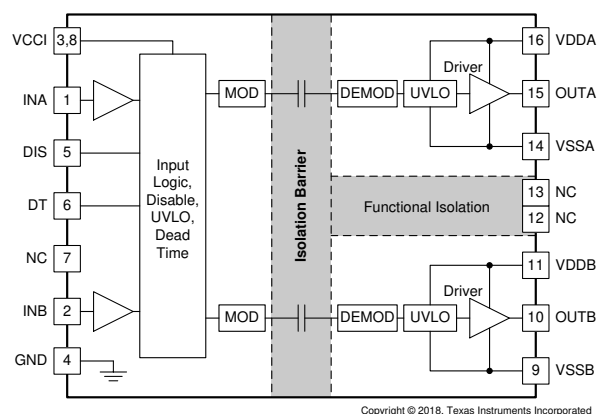 VCCI 3,8
INA 1
DIS 5
DT 6
NC 7
INB 2
GND 4
Input
Logic,
Disable,
UVLO,
Dead
Time
MOD
MOD
Isolation Barrier
DEMOD UVLO Driver
Functional Isolation
DEMOD UVLO Driver
16 VDDA
15 OUTA
14 VSSA
13 NC
12 NC
11 VDDB
10 OUTB
9 VSSB
Copyright © 2018, Texas Instruments Incorporated